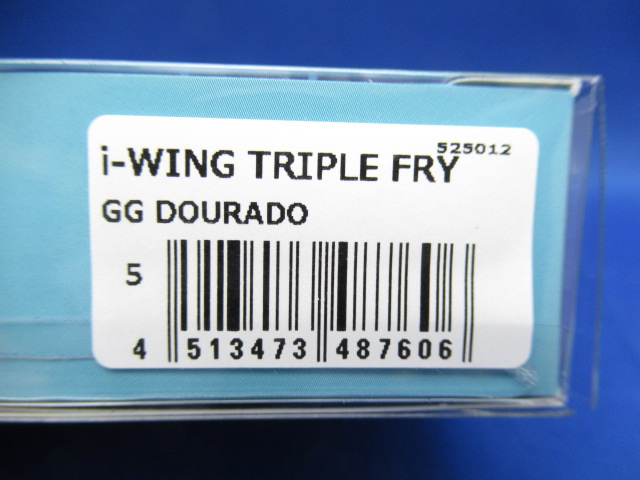 525012
i-WING TRIPLE FRY
GG DOURADO
5
4 513473 487606